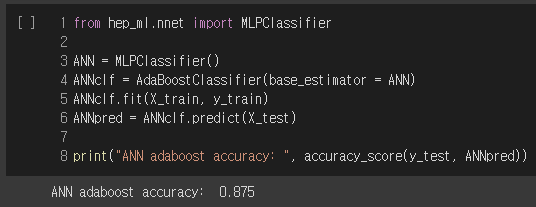 [ ] 1 from hep_ml.nnet import MLPClassifier
2
3 ANN = MLPClassifier()
4 ANNclf = AdaBoostClassifier(base_estimator = ANN)
5 ANNclf.fit(X_train, y_train)
6 ANNpred = ANNclf.predict(X_test)
7
8 print("ANN adaboost accuracy: ", accuracy_score(y_test, ANNpred))
ANN adaboost accuracy:  0.875